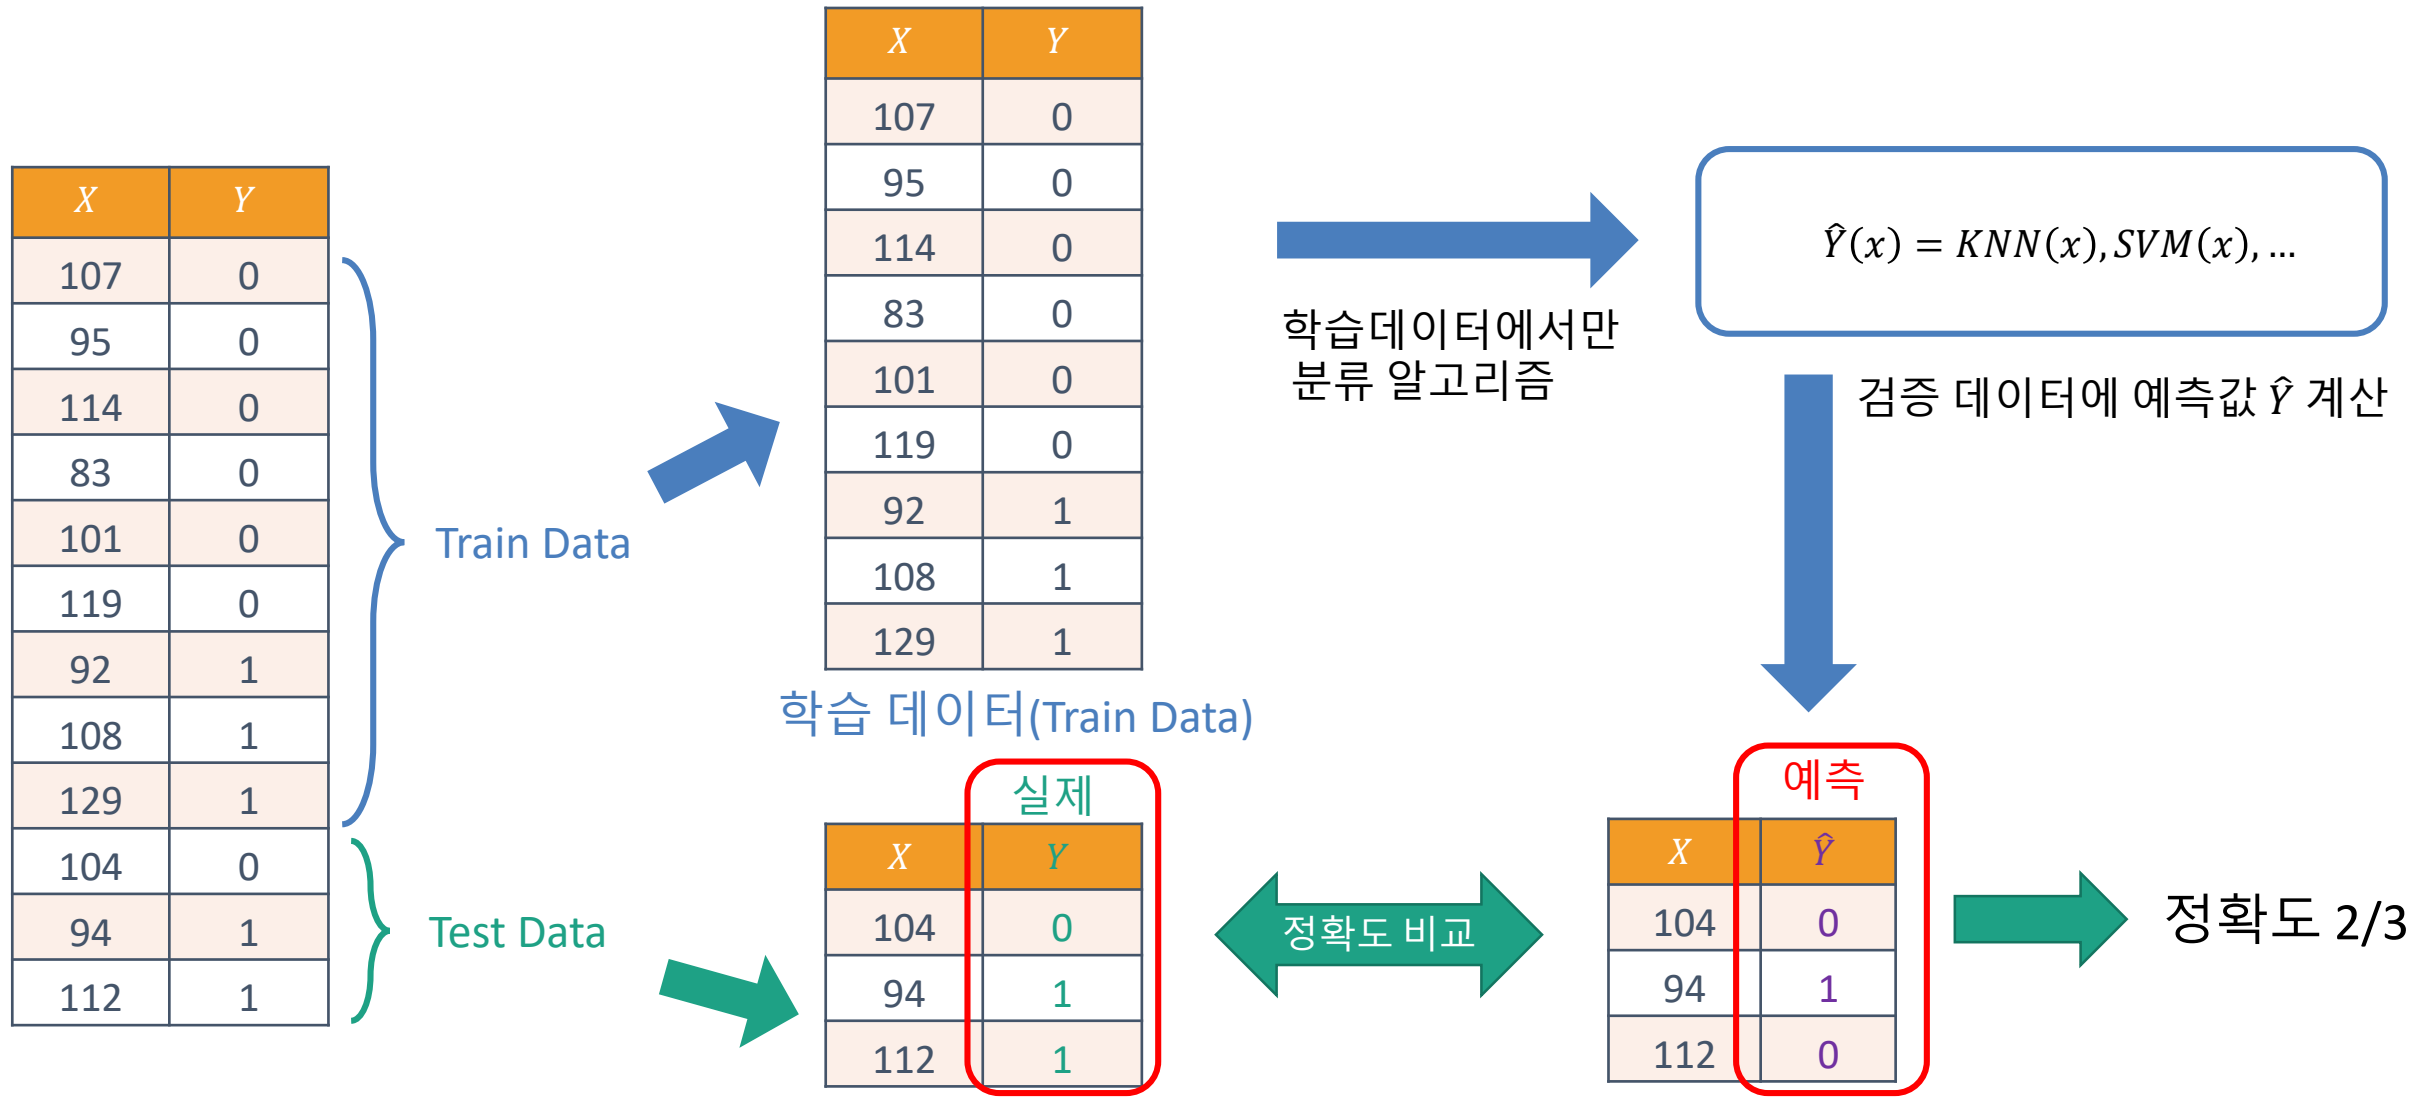 X Y
107 0
95 0
114 0
83 0
101 0
119 0
92 1
108 1
129 1
104 0
94 1
112 1
Train Data
Test Data
X Y
107 0
95 0
114 0
83 0
101 0
119 0
92 1
108 1
129 1
학습 데이터(Train Data)
학습데이터에서만
분류 알고리즘
Ŷ(x) = KNN(x), SVM(x), …
검증 데이터에 예측값 Ŷ 계산
실제
X Y
104 0
94 1
112 1
정확도 비교
예측
X Ŷ
104 0
94 1
112 0
정확도 2/3